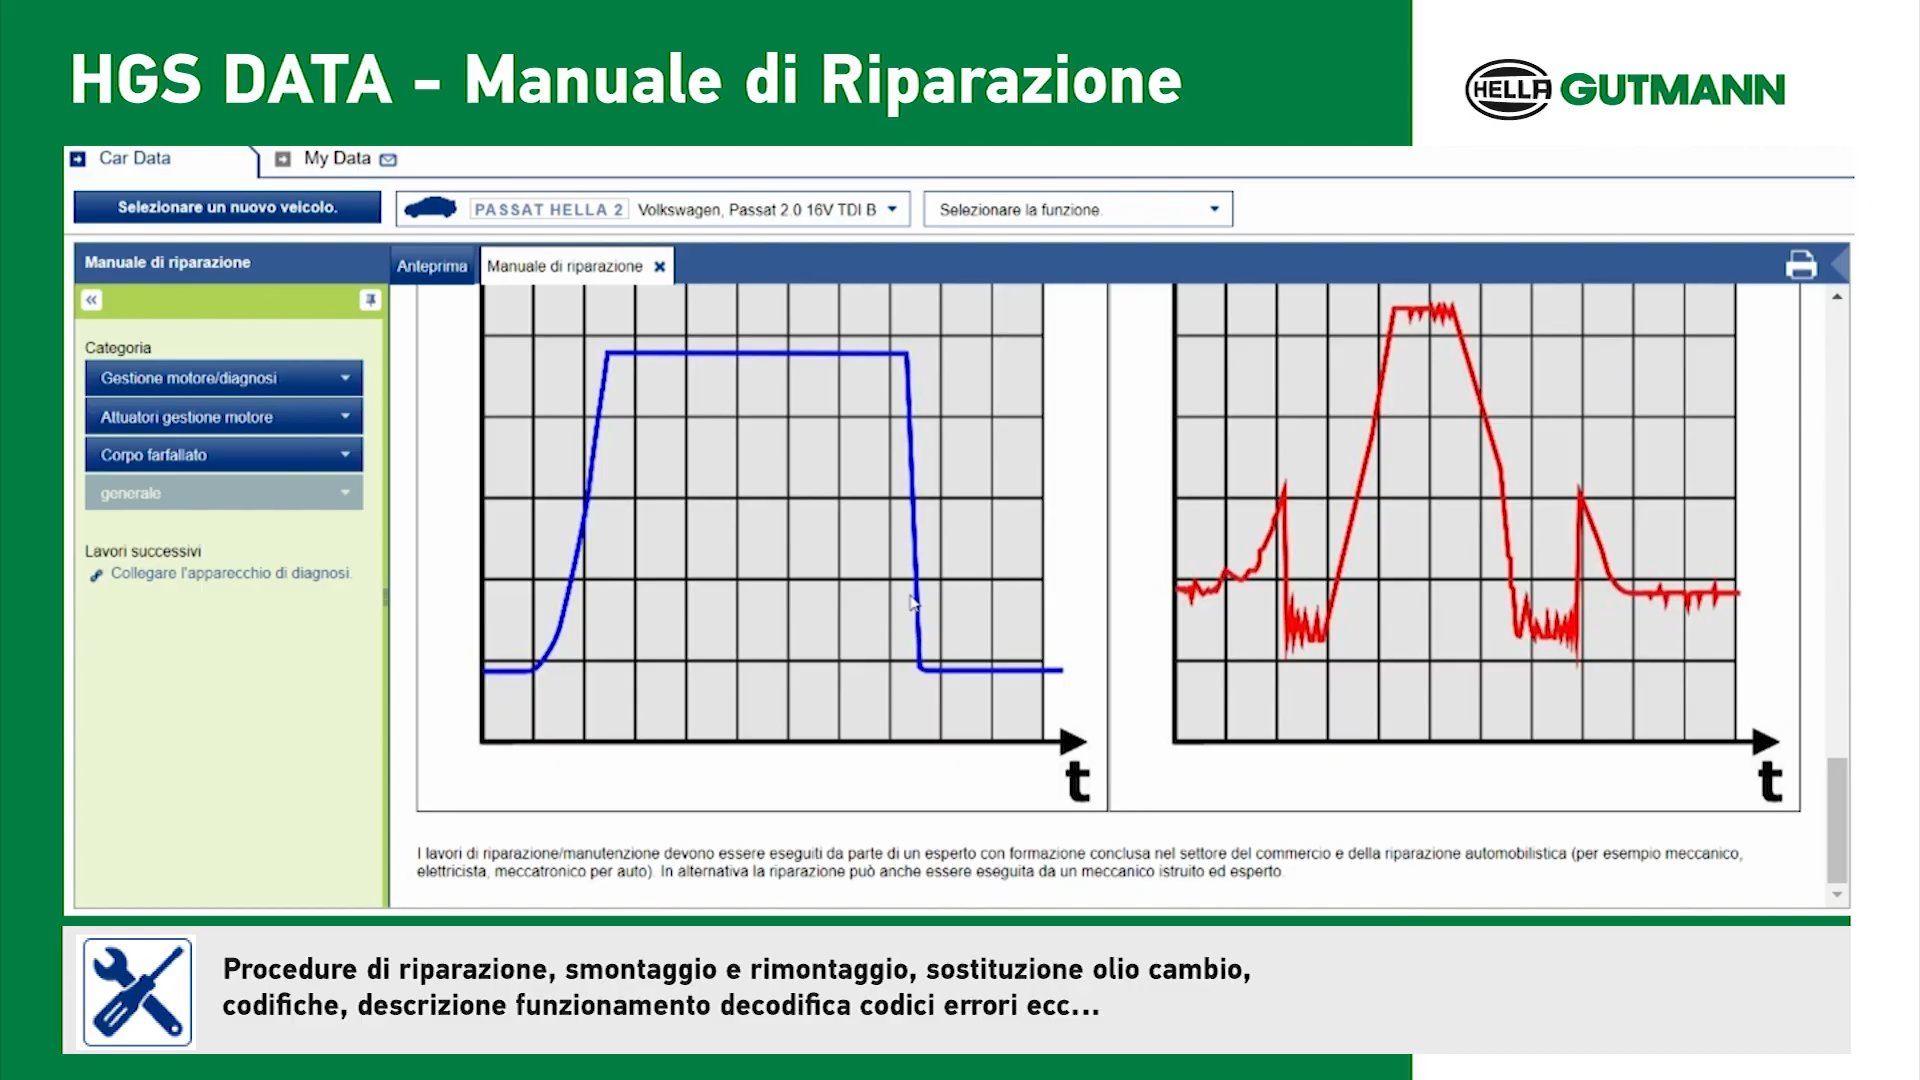 HGS DATA - Manuale di Riparazione
HELLA GUTMANN
Car Data
My Data
Selezionare un nuovo veicolo.
PASSAT HELLA 2
Volkswagen, Passat 2.0 16V TDI B
Selezionare la funzione.
Manuale di riparazione
Anteprima
Manuale di riparazione
Categoria
Gestione motore/diagnosi
Attuatori gestione motore
Corpo farfallato
generale
Lavori successivi
Collegare l'apparecchio di diagnosi.
t
t
I lavori di riparazione/manutenzione devono essere eseguiti da parte di un esperto con formazione conclusa nel settore del commercio e della riparazione automobilistica (per esempio meccanico,
elettricista, meccatronico per auto). In alternativa la riparazione può anche essere eseguita da un meccanico istruito ed esperto.
Procedure di riparazione, smontaggio e rimontaggio, sostituzione olio cambio,
codifiche, descrizione funzionamento decodifica codici errori ecc...